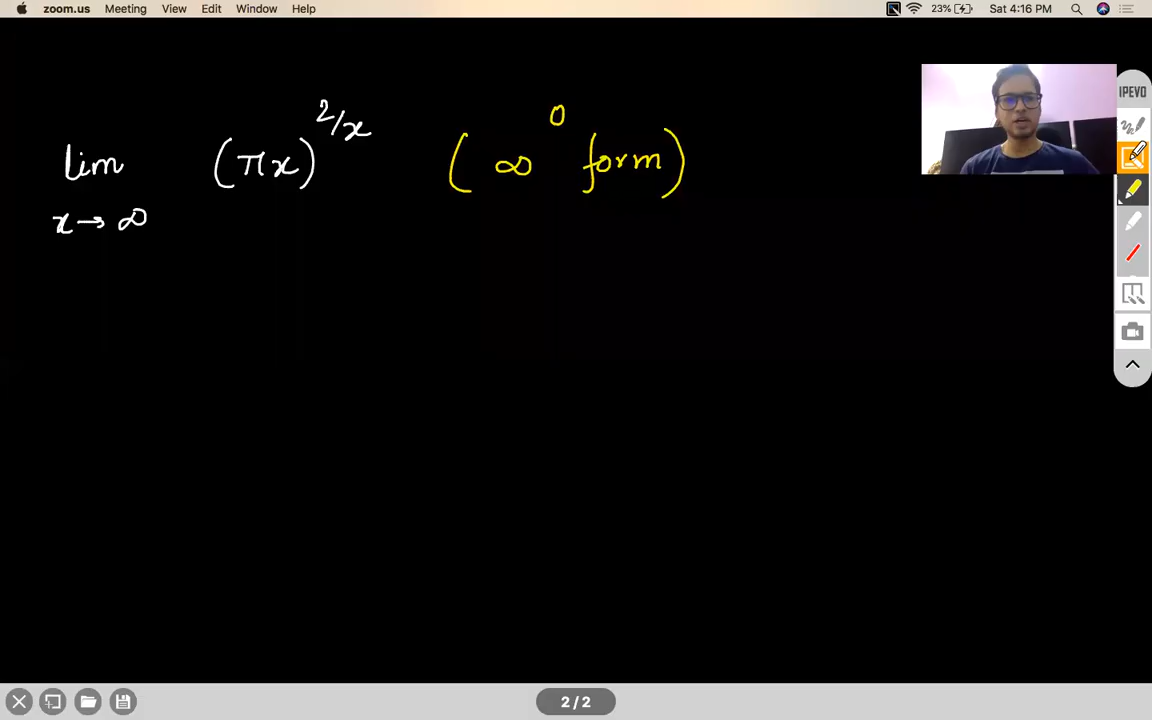 zoom.us Meeting View Edit Window Help 23% Sat 4:16 PM
IPEVO
lim (πx)^2/x (∞^0 form)
x → ∞
2 / 2